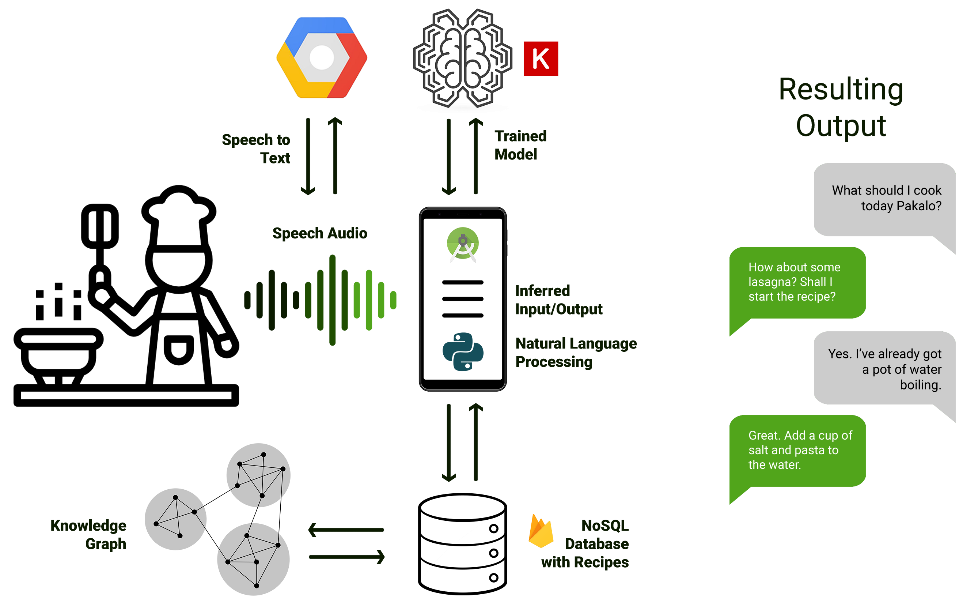 K
Speech to
Text
Trained
Model
Speech Audio
Inferred
Input/Output
Natural Language
Processing
Knowledge
Graph
NoSQL
Database
with Recipes
Resulting
Output
What should I cook
today Pakalo?
How about some
lasagna? Shall I
start the recipe?
Yes. I’ve already got
a pot of water
boiling.
Great. Add a cup of
salt and pasta to
the water.